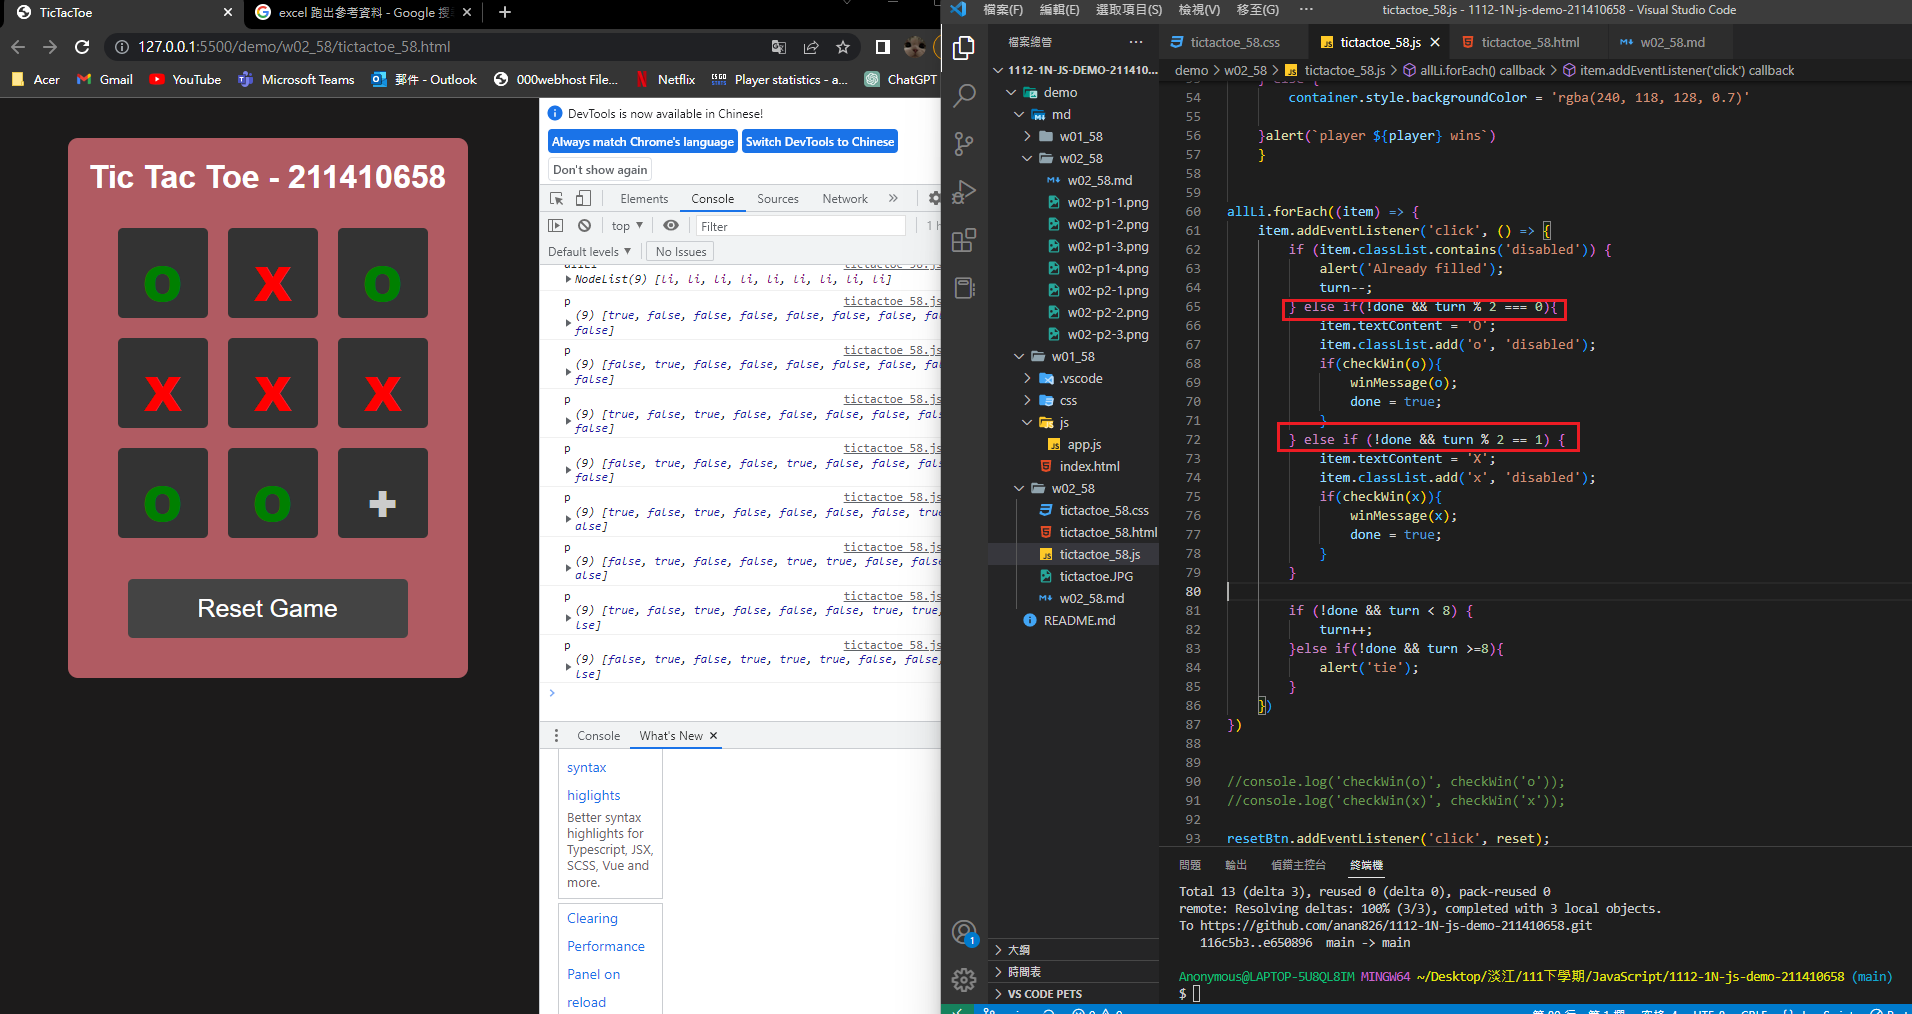 TicTacToe
excel 跑出參考資料 - Google 搜
127.0.0.1:5500/demo/w02_58/tictactoe_58.html
Acer
Gmail
YouTube
Microsoft Teams
郵件 - Outlook
000webhost File...
Netflix
Player statistics - a...
ChatGPT
Tic Tac Toe - 211410658
o x o
x x x
o o +
Reset Game
DevTools is now available in Chinese!
Always match Chrome's language
Switch DevTools to Chinese
Don't show again
Elements Console Sources Network »
top
Filter
Default levels
No Issues
allLi tictactoe_58.js
NodeList(9) [li, li, li, li, li, li, li, li, li]
p tictactoe_58.js
(9) [true, false, false, false, false, false, fa
false]
p tictactoe_58.js
(9) [false, true, false, false, false, false, fa
false]
p tictactoe_58.js
(9) [true, false, true, false, false, false, fal
false]
p tictactoe_58.js
(9) [false, true, false, false, true, false, fal
false]
p tictactoe_58.js
(9) [true, false, true, false, false, false, tru
alse]
p tictactoe_58.js
(9) [false, true, false, false, true, true, fals
alse]
p tictactoe_58.js
(9) [true, false, true, false, false, false, true, tru
lse]
p tictactoe_58.js
(9) [false, true, false, true, true, true, false, fals
lse]
Console What's New
syntax
higlights
Better syntax
highlights for
Typescript, JSX,
SCSS, Vue and
more.
Clearing
Performance
Panel on
reload
檔案(F) 編輯(E) 選取項目(S) 檢視(V) 移至(G) ...
tictactoe_58.js - 1112-1N-js-demo-211410658 - Visual Studio Code
檔案總管
1112-1N-JS-DEMO-211410...
demo
md
w01_58
w02_58
w02_58.md
w02-p1-1.png
w02-p1-2.png
w02-p1-3.png
w02-p1-4.png
w02-p2-1.png
w02-p2-2.png
w02-p2-3.png
w01_58
.vscode
css
js
app.js
index.html
w02_58
tictactoe_58.css
tictactoe_58.html
tictactoe_58.js
tictactoe.JPG
w02_58.md
README.md
大綱
時間表
VS CODE PETS
1
tictactoe_58.css
tictactoe_58.js
tictactoe_58.html
w02_58.md
demo > w02_58 > tictactoe_58.js > allLi.forEach() callback > item.addEventListener('click') callback
54 container.style.backgroundColor = 'rgba(240, 118, 128, 0.7)'
55
56 }alert(`player ${player} wins`)
57 }
58
59
60 allLi.forEach((item) => {
61 item.addEventListener('click', () => {
62 if (item.classList.contains('disabled')) {
63 alert('Already filled');
64 turn--;
65 } else if(!done && turn % 2 === 0){
66 item.textContent = 'O';
67 item.classList.add('o', 'disabled');
68 if(checkWin(o)){
69 winMessage(o);
70 done = true;
71 }
72 } else if (!done && turn % 2 == 1) {
73 item.textContent = 'X';
74 item.classList.add('x', 'disabled');
75 if(checkWin(x)){
76 winMessage(x);
77 done = true;
78 }
79 }
80
81 if (!done && turn < 8) {
82 turn++;
83 }else if(!done && turn >=8){
84 alert('tie');
85 }
86 })
87 })
88
89
90 //console.log('checkWin(o)', checkWin('o'));
91 //console.log('checkWin(x)', checkWin('x'));
92
93 resetBtn.addEventListener('click', reset);
問題 輸出 偵錯主控台 終端機
Total 13 (delta 3), reused 0 (delta 0), pack-reused 0
remote: Resolving deltas: 100% (3/3), completed with 3 local objects.
To https://github.com/anan826/1112-1N-js-demo-211410658.git
116c5b3..e650896 main -> main
Anonymous@LAPTOP-5U8QL8IM MINGW64 ~/Desktop/淡江/111下學期/JavaScript/1112-1N-js-demo-211410658 (main)
$